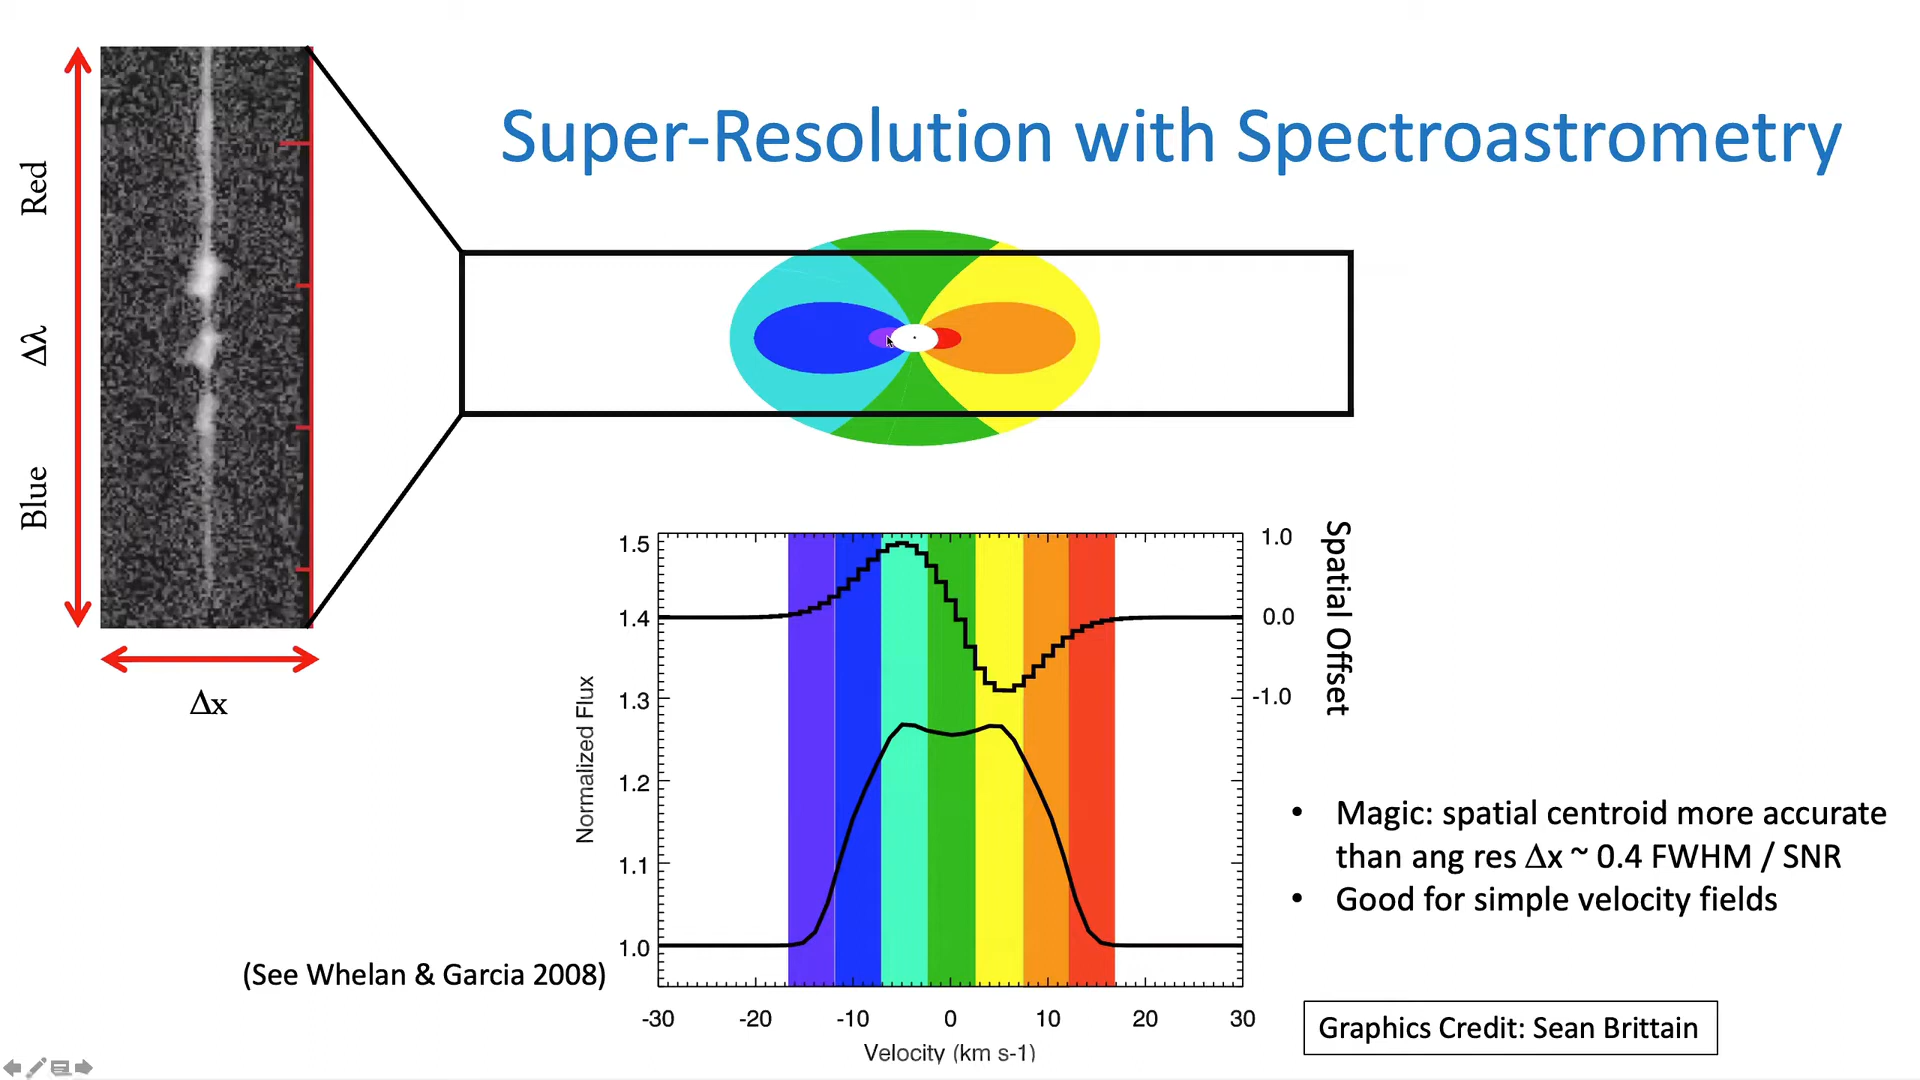 Super-Resolution with Spectroastrometry
Red
Δλ
Blue
Δx
1.5
1.4
1.3
1.2
1.1
1.0
Normalized Flux
1.0
0.0
-1.0
Spatial Offset
-30 -20 -10 0 10 20 30
Velocity (km s-1)
• Magic: spatial centroid more accurate
than ang res Δx ~ 0.4 FWHM / SNR
• Good for simple velocity fields
(See Whelan & Garcia 2008)
Graphics Credit: Sean Brittain